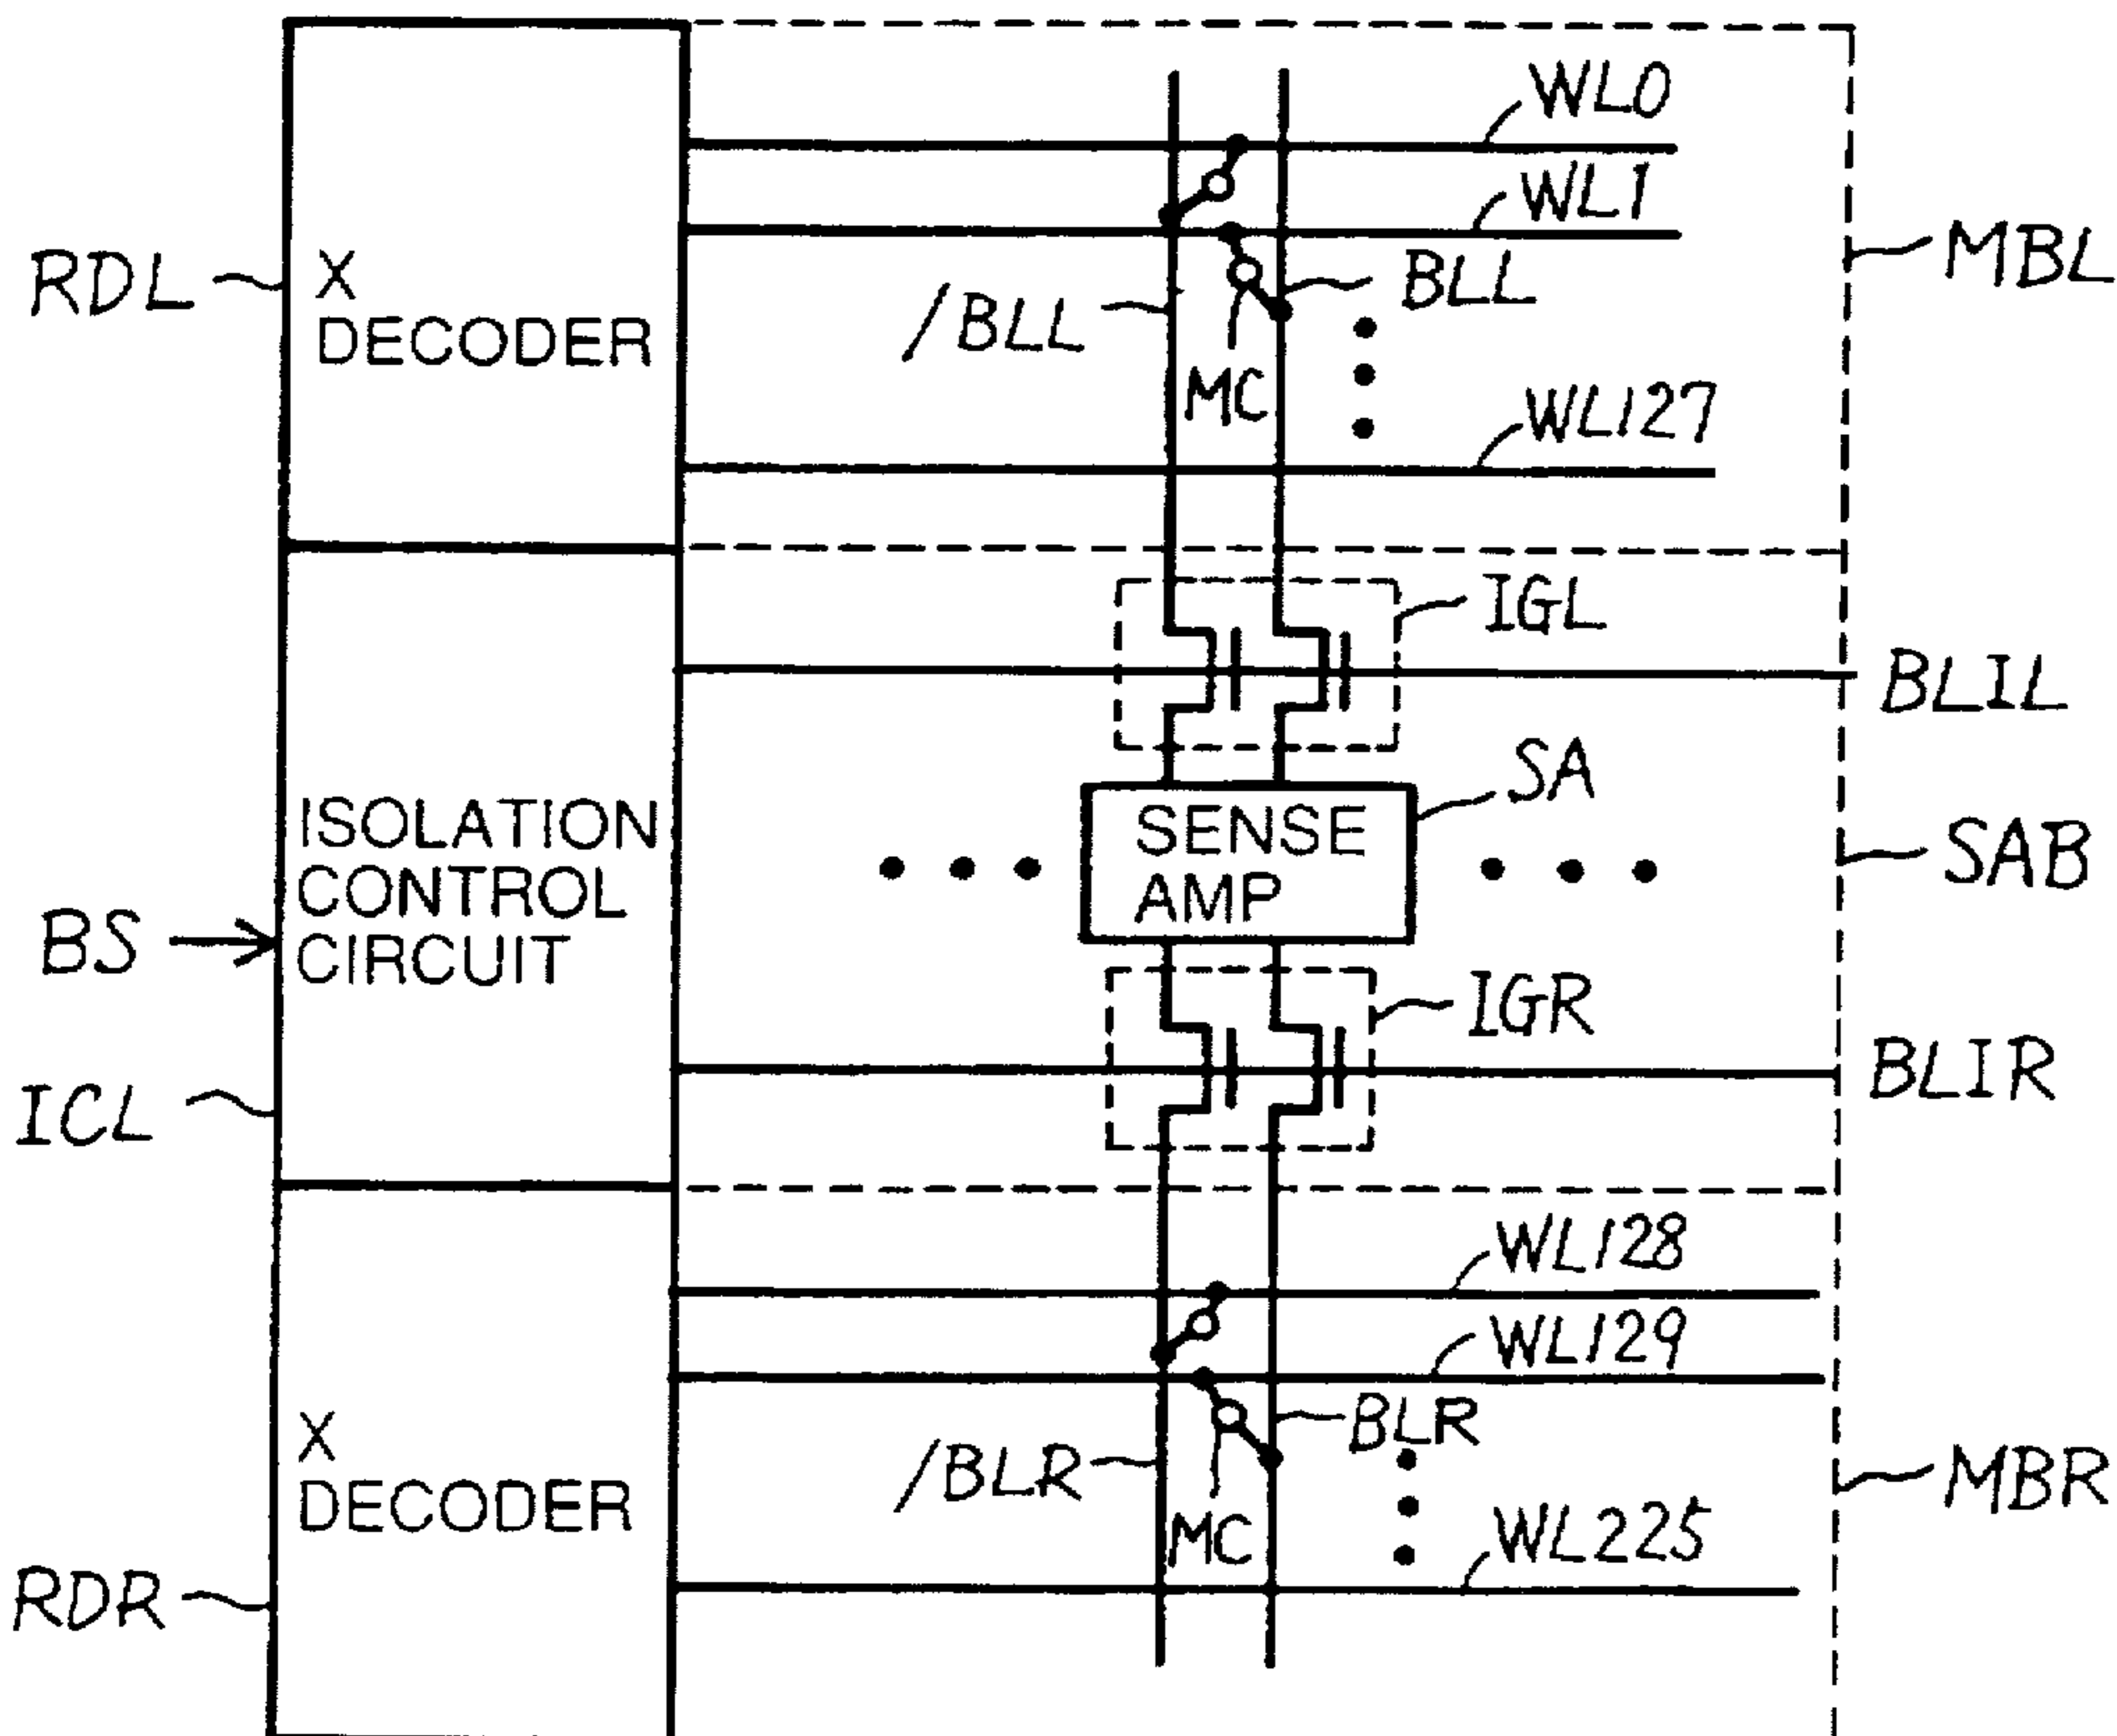 WL0
WL1
MBL
RDL
X
DECODER
/BLL
BLL
MC
WL127
IGL
BLIL
SA
ISOLATION
CONTROL
CIRCUIT
SENSE
AMP
SAB
BS
IGR
BLIR
ICL
WL128
WL129
X
DECODER
/BLR
BLR
MC
MBR
WL225
RDR